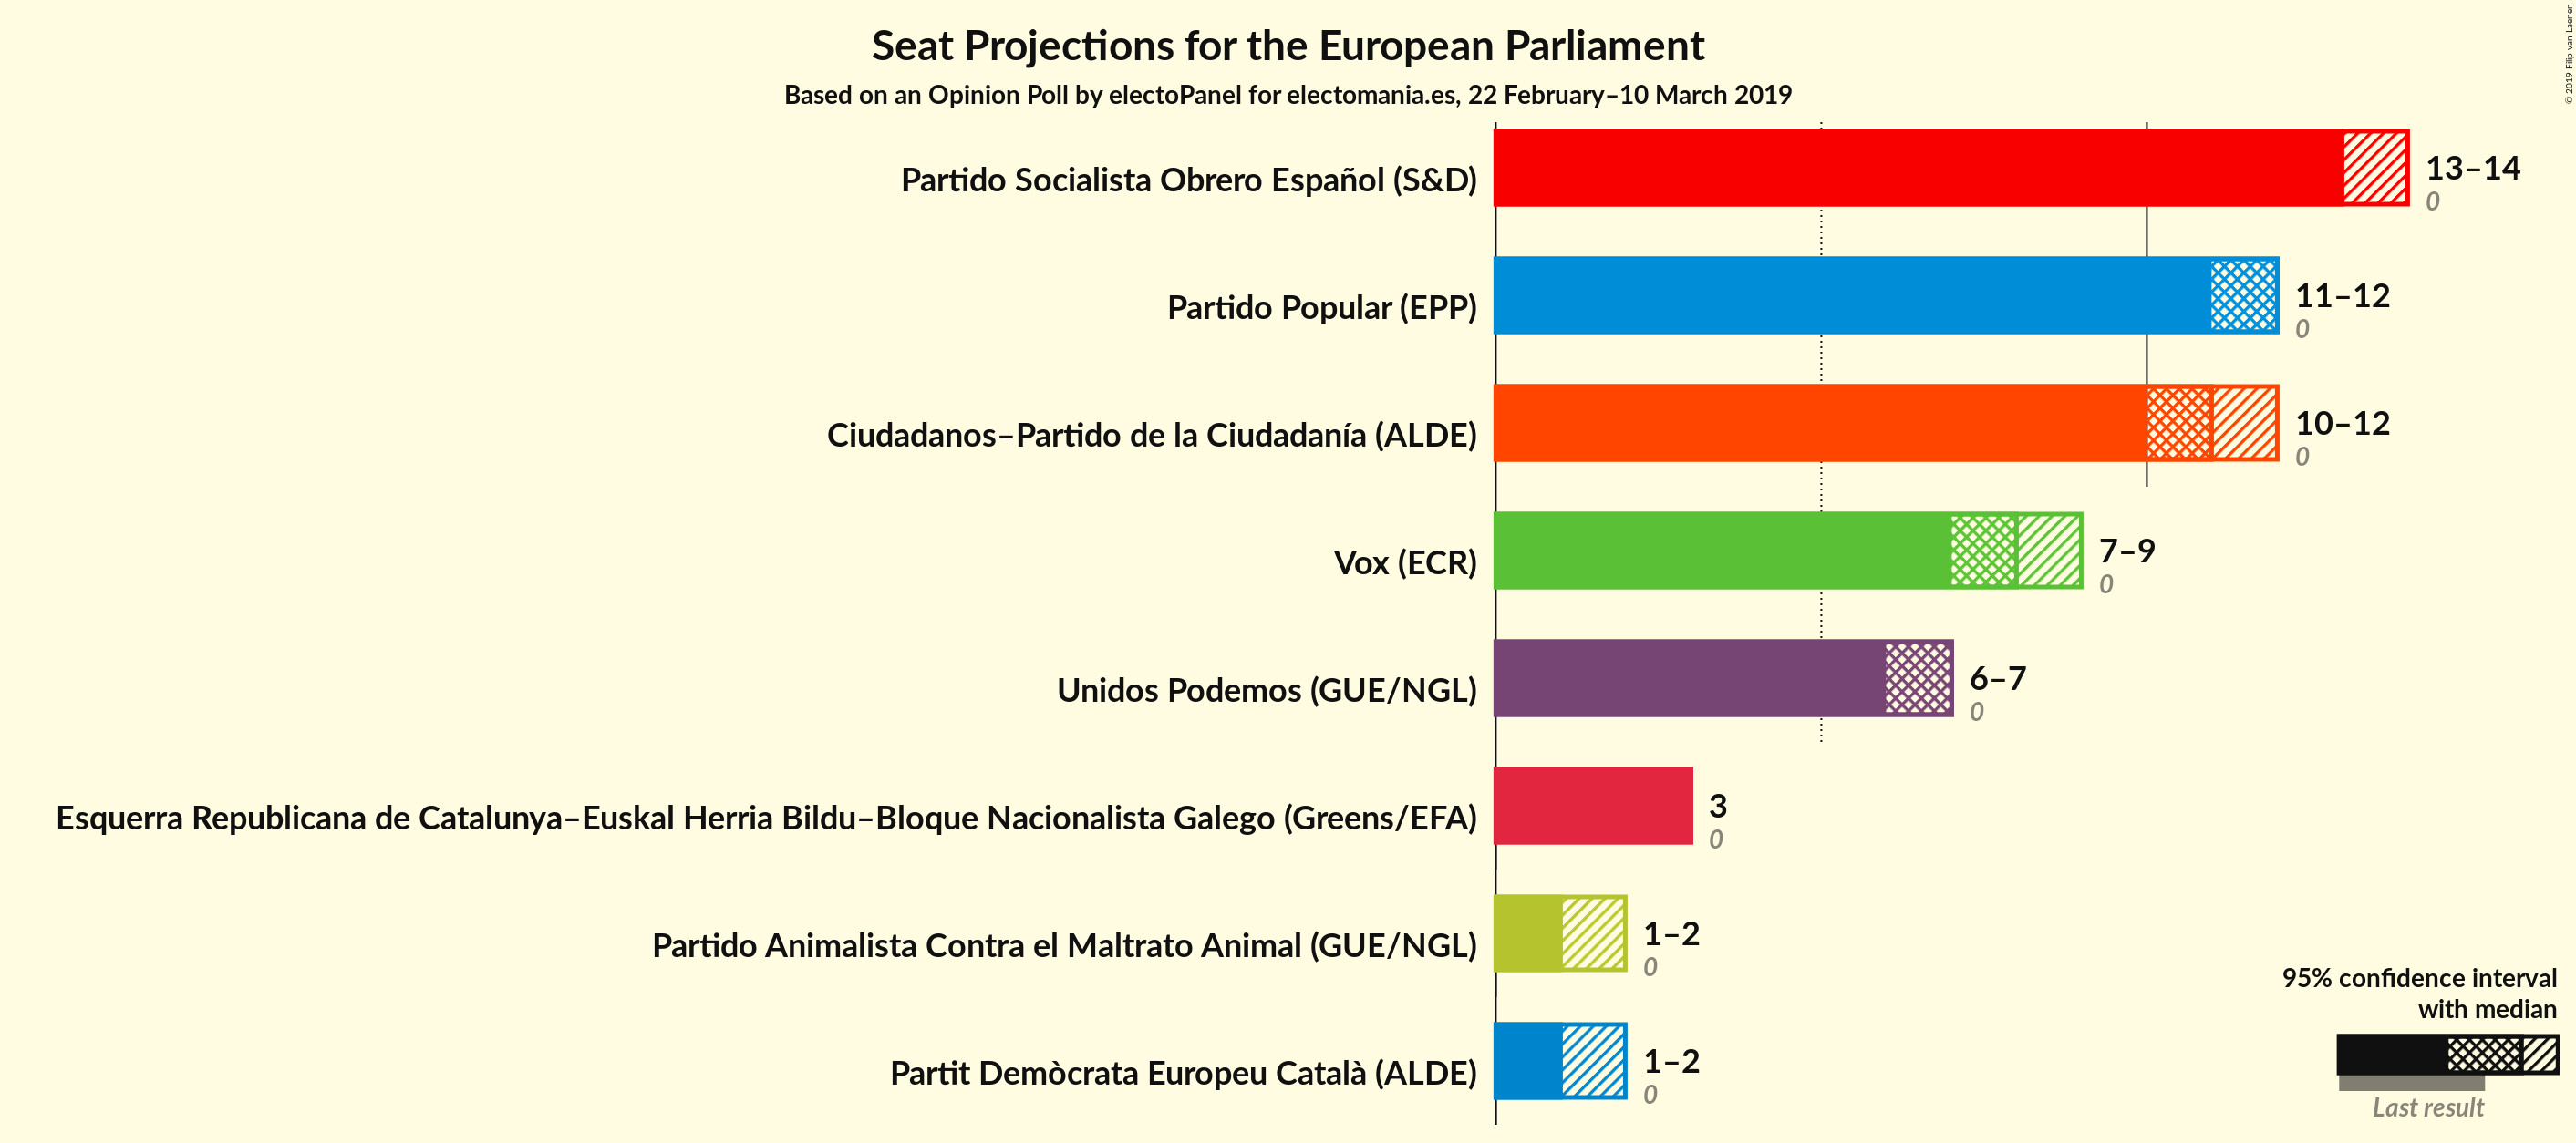 Seat Projections for the European Parliament
Based on an Opinion Poll by electoPanel for electomania.es, 22 February–10 March 2019
© 2019 Filip van Laenen
Partido Socialista Obrero Español (S&D)
13–14
0
Partido Popular (EPP)
11–12
0
Ciudadanos–Partido de la Ciudadanía (ALDE)
10–12
0
Vox (ECR)
7–9
0
Unidos Podemos (GUE/NGL)
6–7
0
Esquerra Republicana de Catalunya–Euskal Herria Bildu–Bloque Nacionalista Galego (Greens/EFA)
3
0
Partido Animalista Contra el Maltrato Animal (GUE/NGL)
1–2
0
Partit Demòcrata Europeu Català (ALDE)
1–2
0
95% confidence interval
with median
Last result